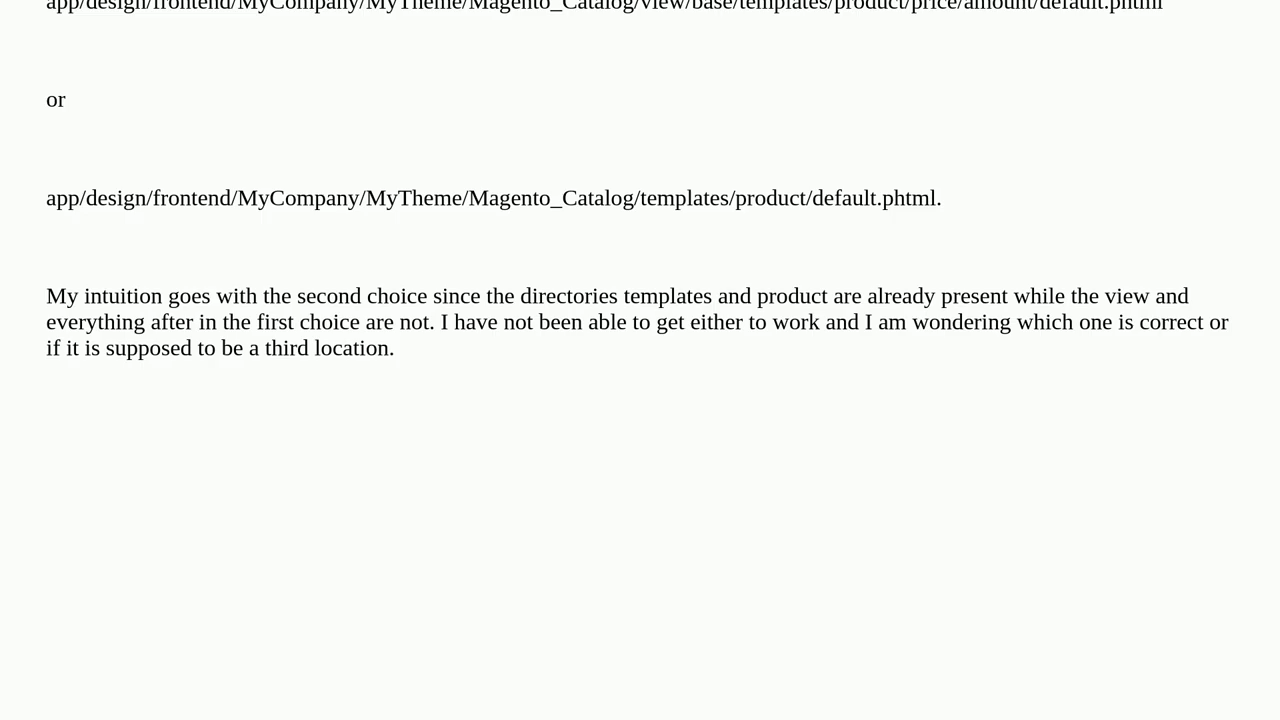 app/design/frontend/MyCompany/MyTheme/Magento_Catalog/view/base/templates/product/price/amount/default.phtml
or
app/design/frontend/MyCompany/MyTheme/Magento_Catalog/templates/product/default.phtml.
My intuition goes with the second choice since the directories templates and product are already present while the view and
everything after in the first choice are not. I have not been able to get either to work and I am wondering which one is correct or
if it is supposed to be a third location.